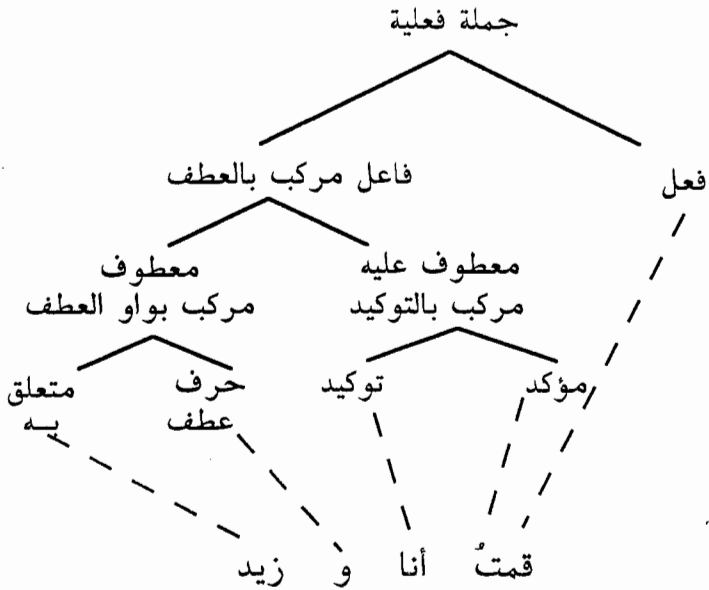 جملة فعلية
فعل
فاعل مركب بالعطف
معطوف عليه
مركب بالتوكيد
معطوف
مركب بواو العطف
مؤكد
توكيد
حرف
عطف
متعلق
بـه
قمتُ أنا و زيد